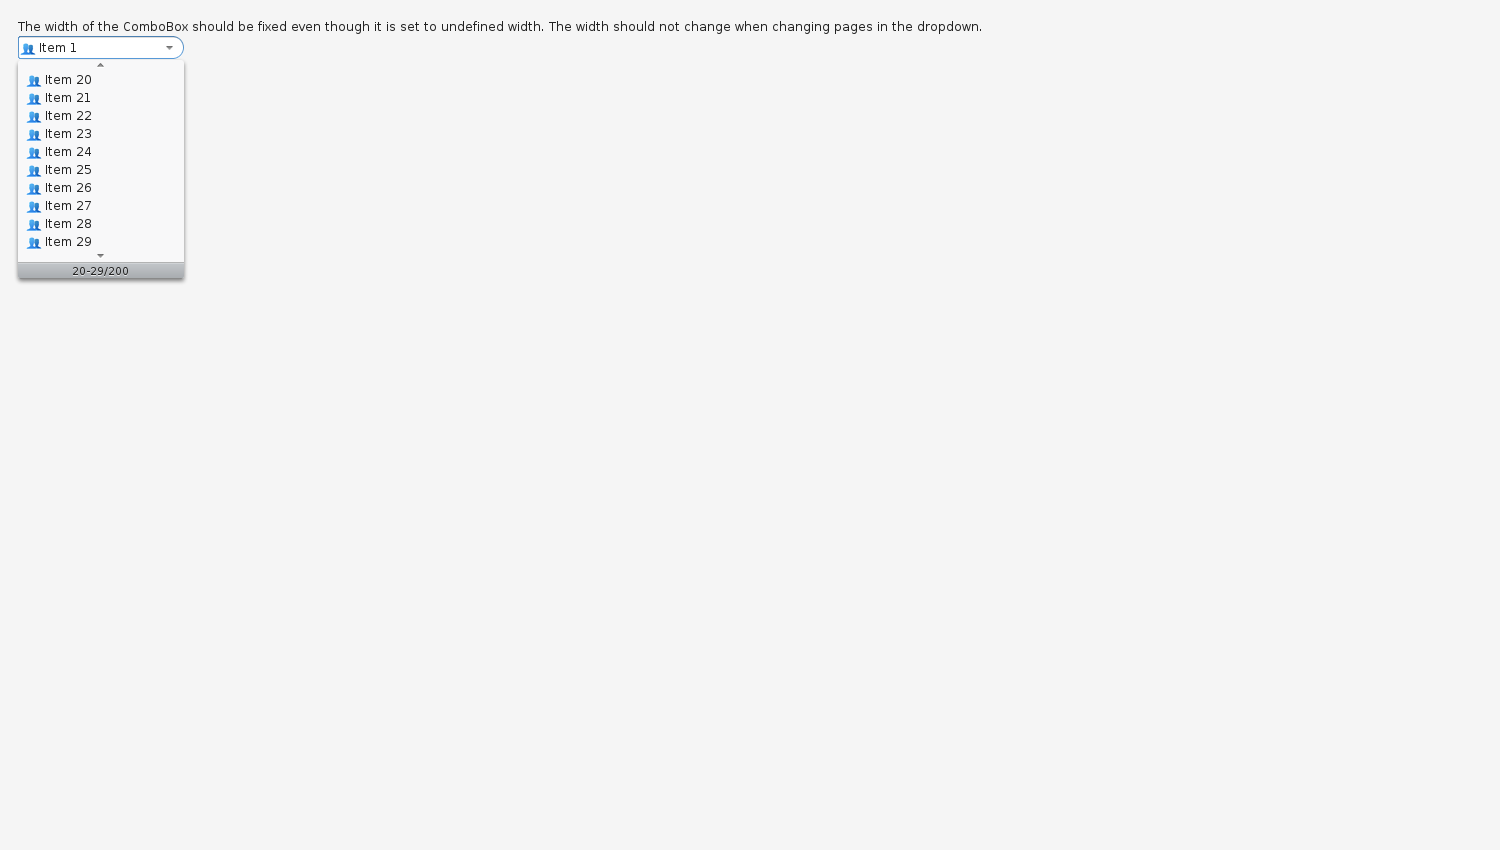 The width of the ComboBox should be fixed even though it is set to undefined width. The width should not change when changing pages in the dropdown.
Item 1
Item 20
Item 21
Item 22
Item 23
Item 24
Item 25
Item 26
Item 27
Item 28
Item 29
20-29/200